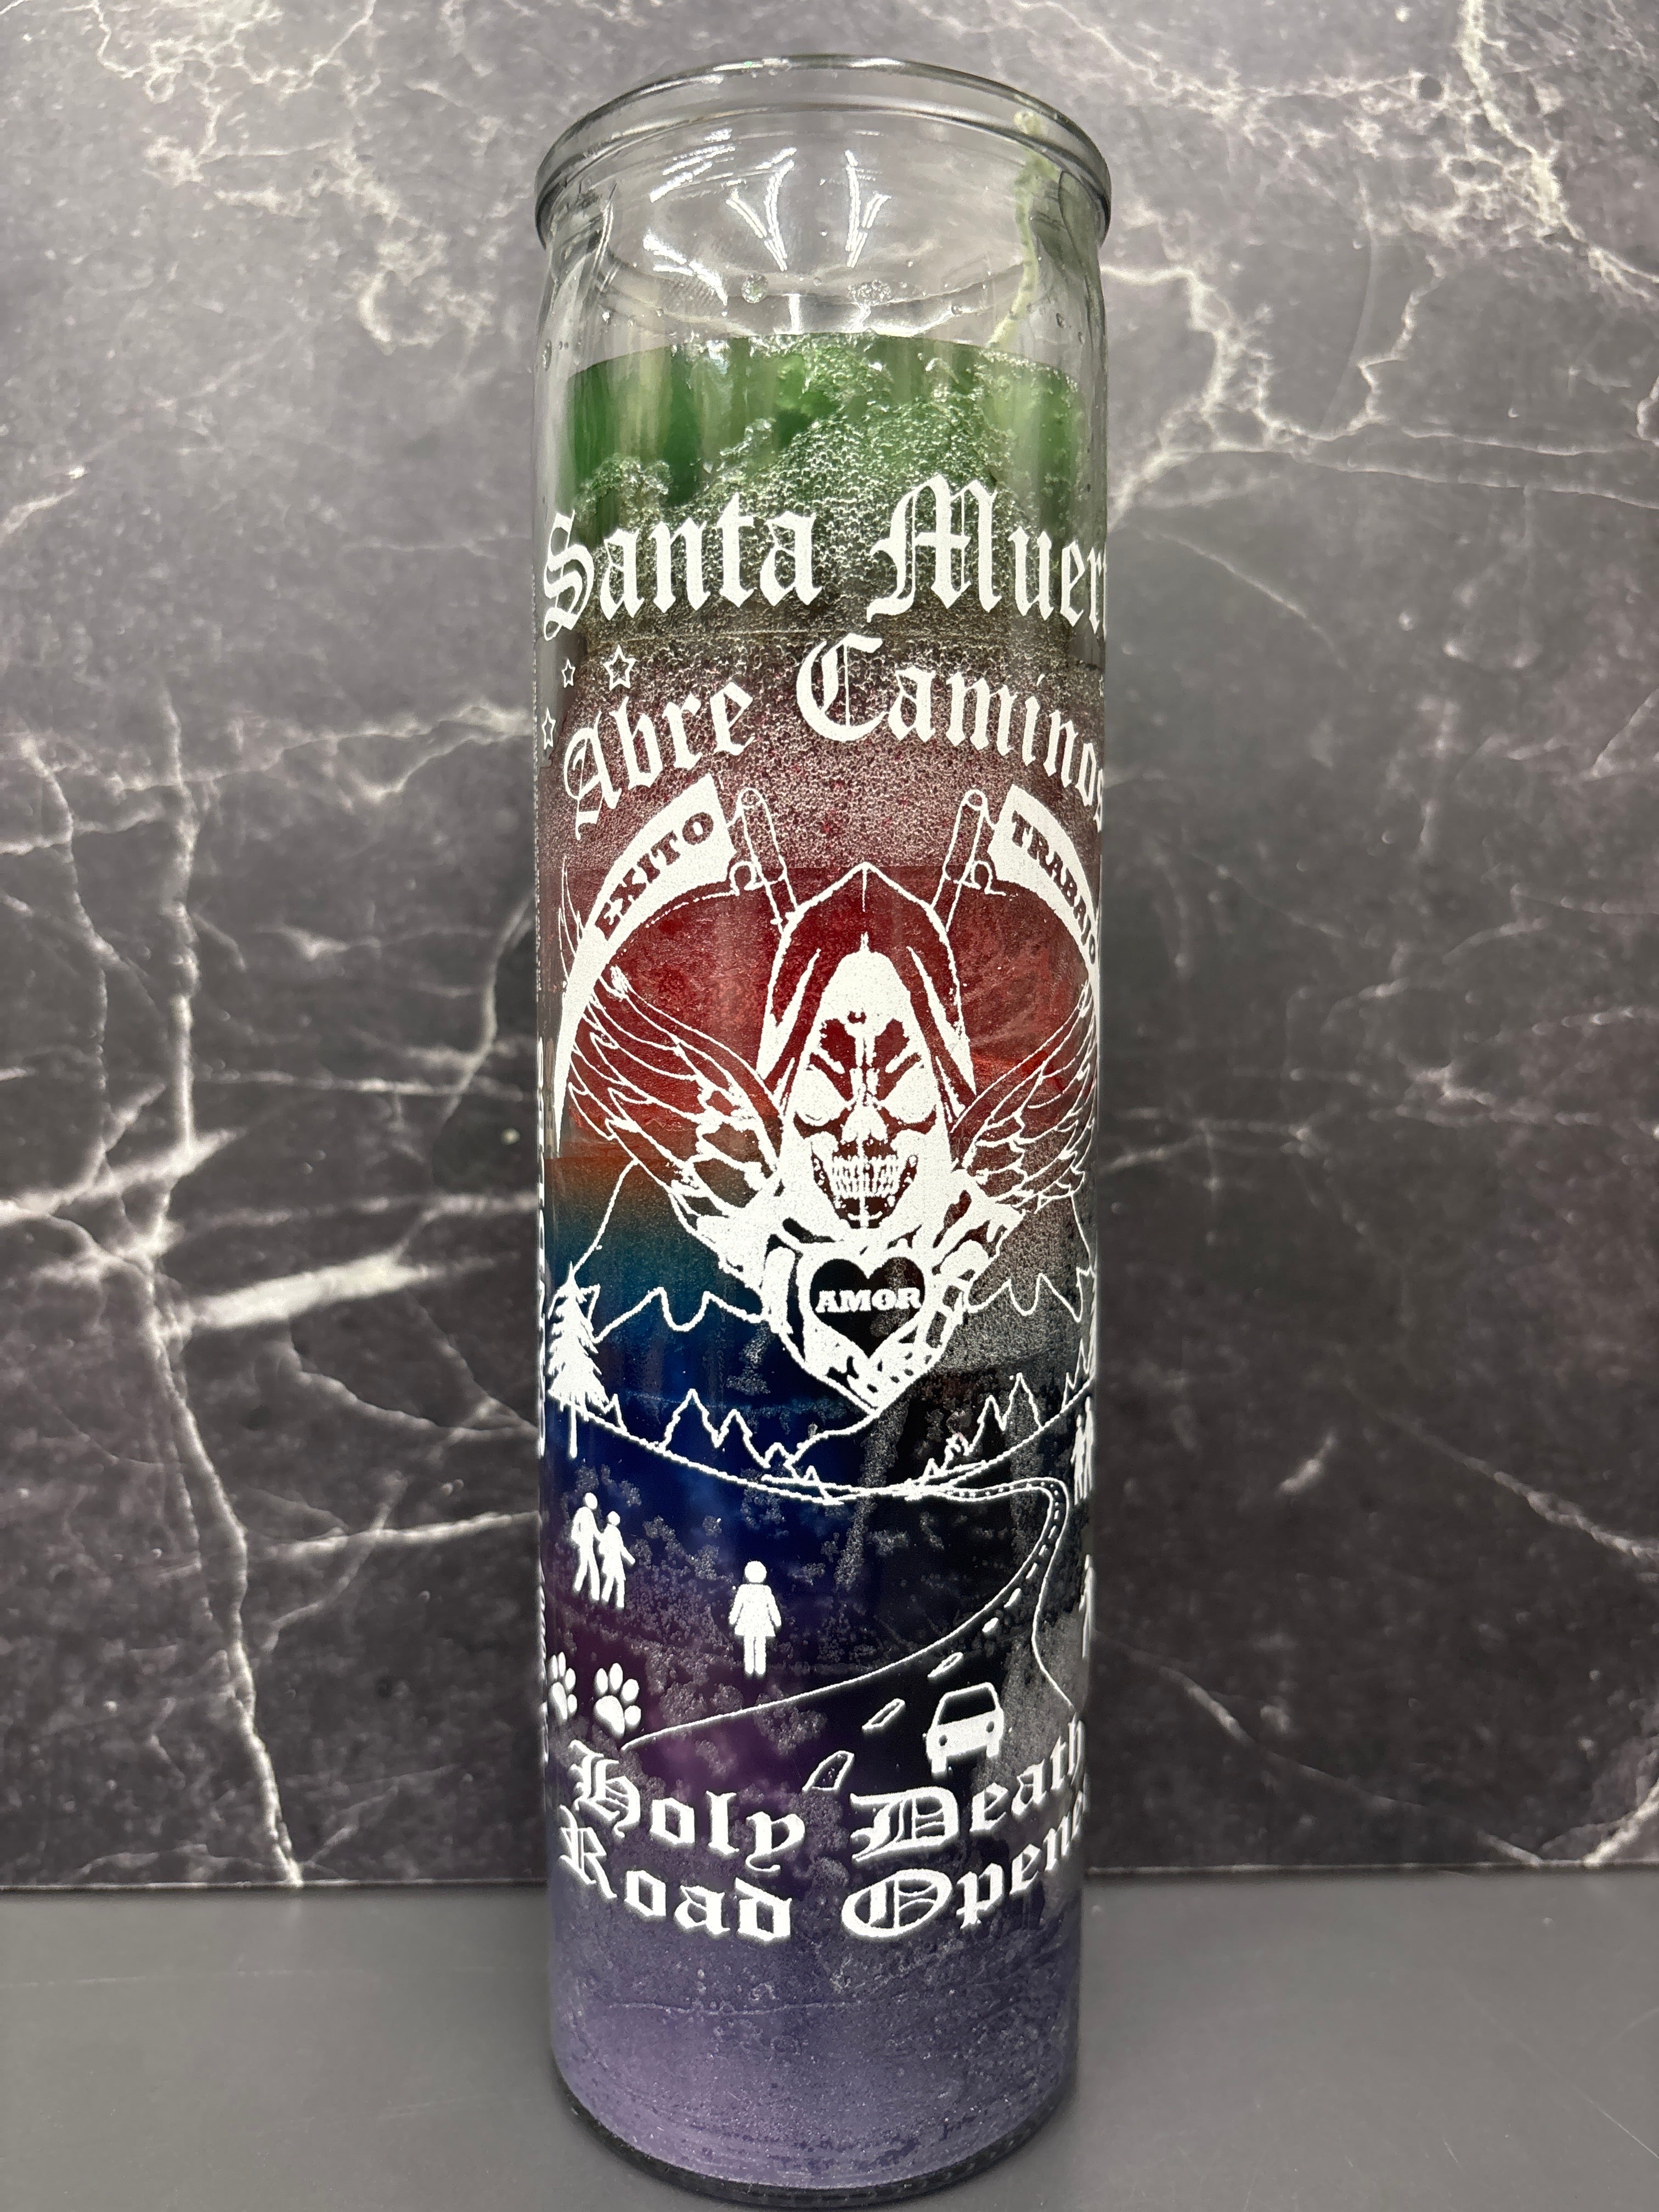 Santa Muer
Abre Caminos
EXITO
TRABAJO
AMOR
Holy Death
Road Opene